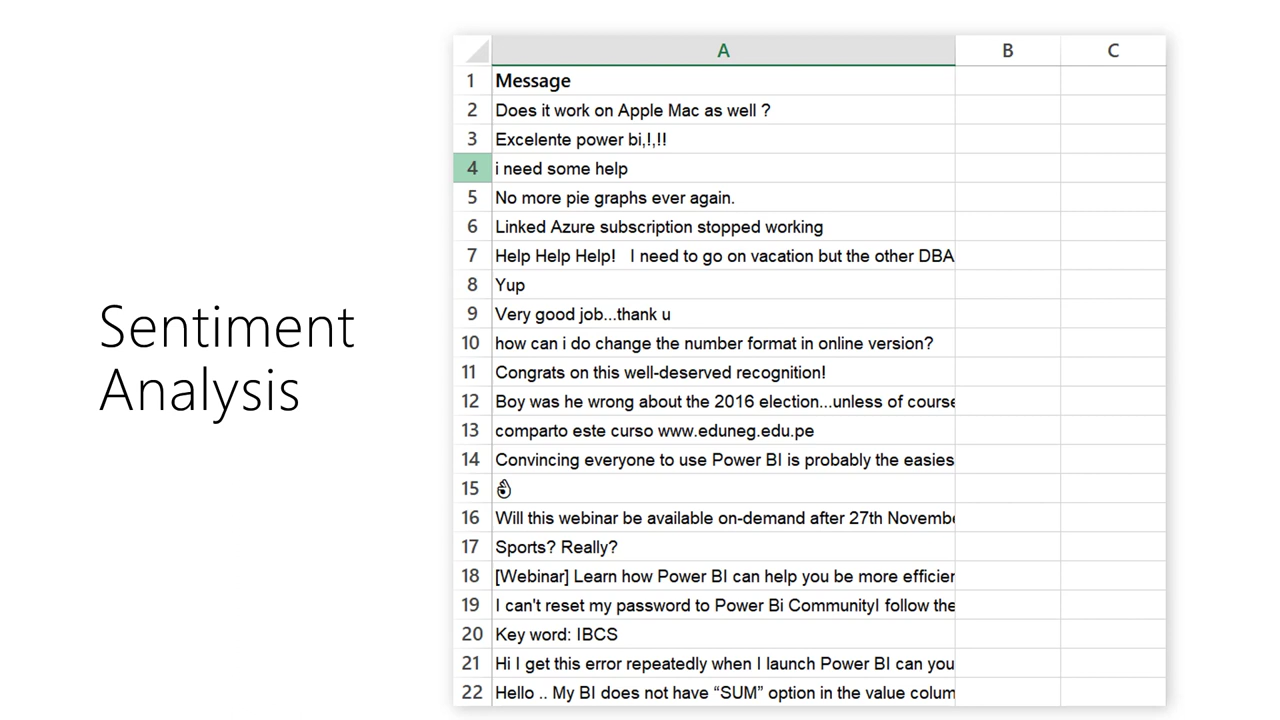 Sentiment
Analysis
A B C
1 Message
2 Does it work on Apple Mac as well ?
3 Excelente power bi,!,!!
4 i need some help
5 No more pie graphs ever again.
6 Linked Azure subscription stopped working
7 Help Help Help!   I need to go on vacation but the other DBA
8 Yup
9 Very good job...thank u
10 how can i do change the number format in online version?
11 Congrats on this well-deserved recognition!
12 Boy was he wrong about the 2016 election...unless of course
13 comparto este curso www.eduneg.edu.pe
14 Convincing everyone to use Power BI is probably the easies
15 👌
16 Will this webinar be available on-demand after 27th Novembe
17 Sports? Really?
18 [Webinar] Learn how Power BI can help you be more efficien
19 I can't reset my password to Power Bi CommunityI follow the
20 Key word: IBCS
21 Hi I get this error repeatedly when I launch Power BI can you
22 Hello .. My BI does not have “SUM” option in the value colum